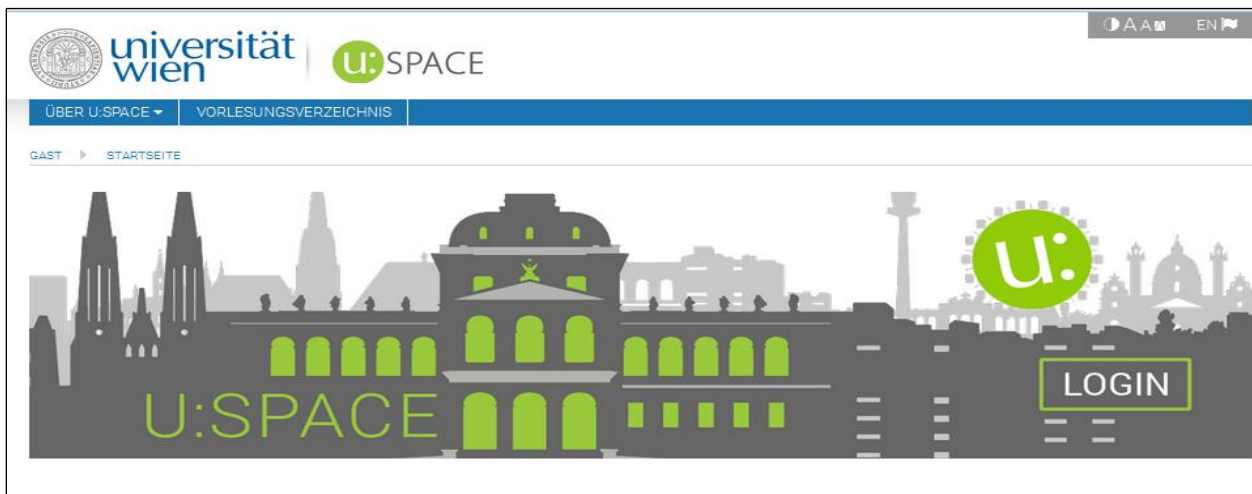 A A EN
universität
wien
u: SPACE
ÜBER U:SPACE
VORLESUNGSVERZEICHNIS
GAST
STARTSEITE
u:
LOGIN
U:SPACE